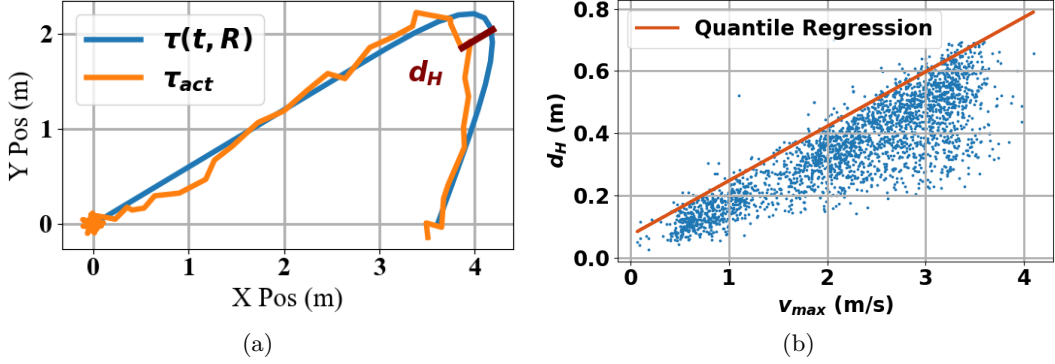 τ(t, R)
τ_act
d_H
Y Pos (m)
2
1
0
0
1
2
3
4
X Pos (m)
(a)
Quantile Regression
d_H (m)
0.8
0.6
0.4
0.2
0.0
0
1
2
3
4
v_max (m/s)
(b)